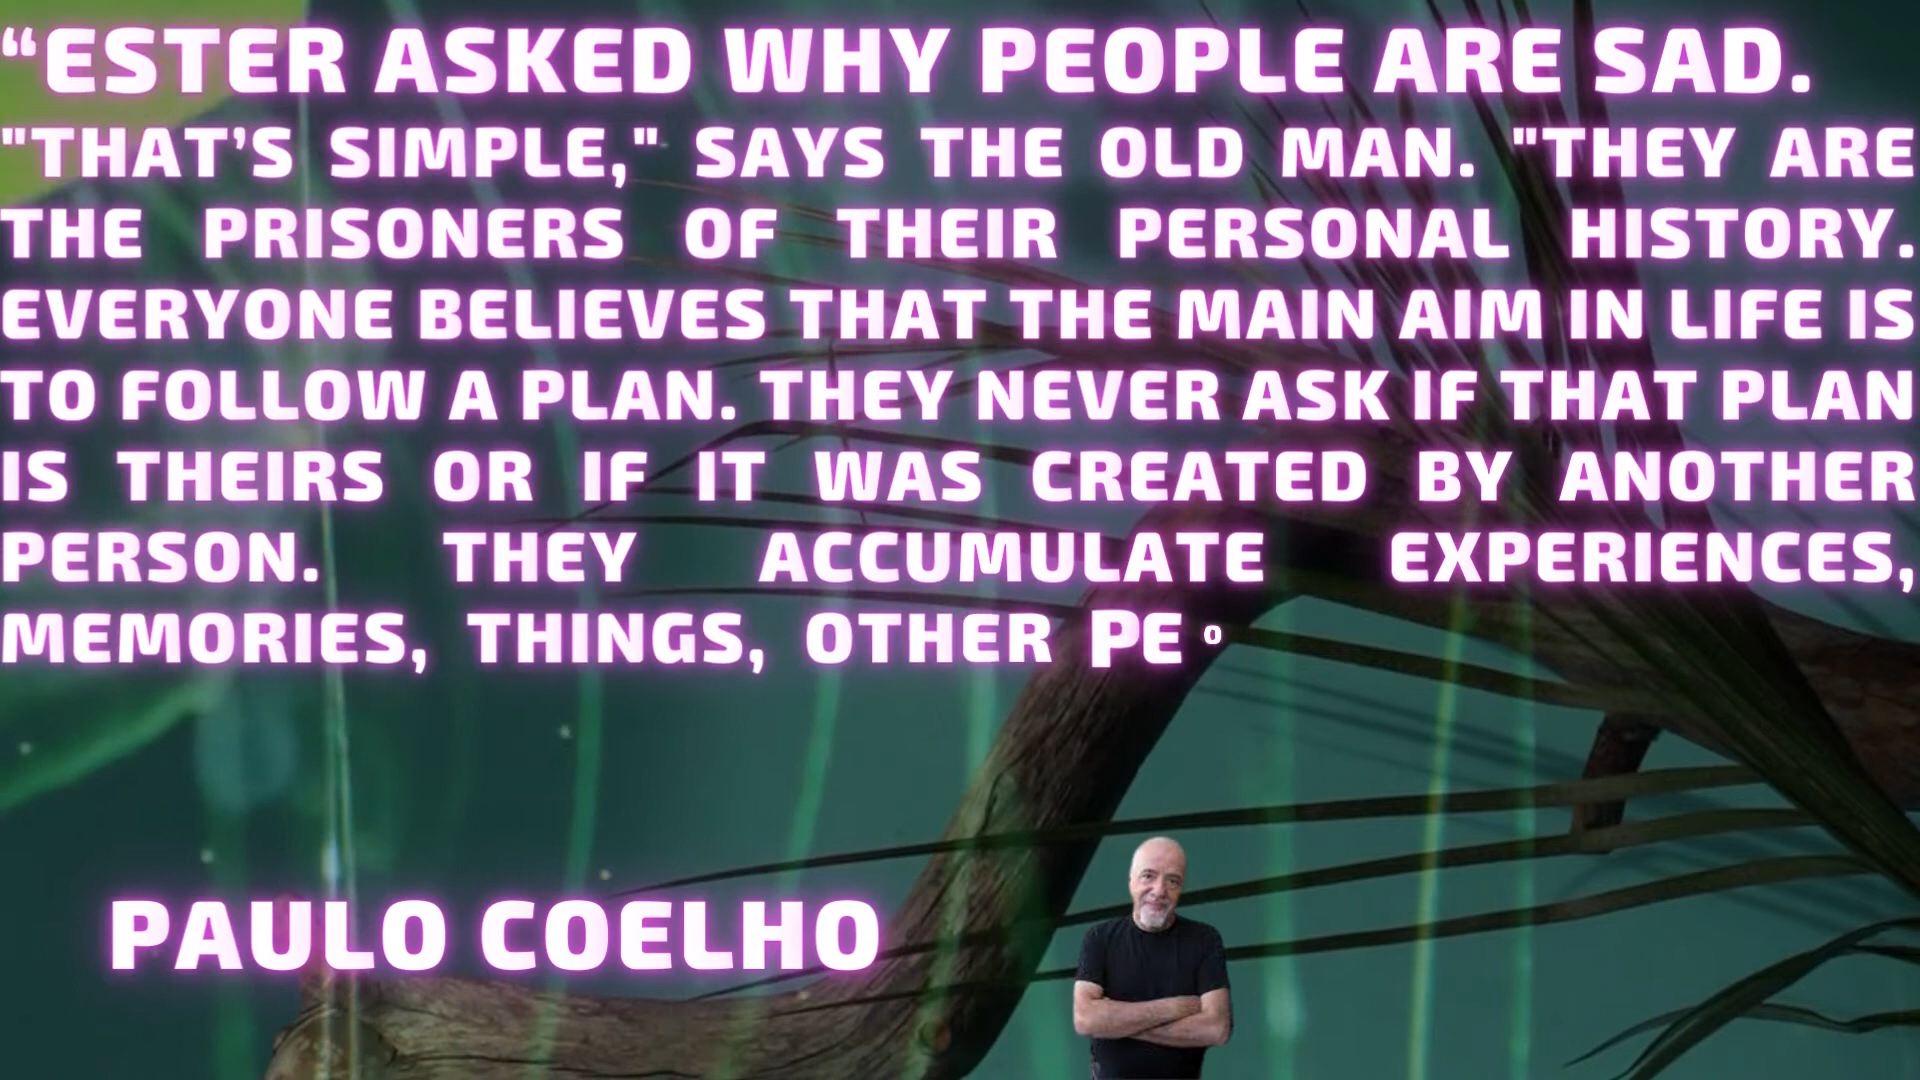 “ESTER ASKED WHY PEOPLE ARE SAD.
"THAT’S SIMPLE," SAYS THE OLD MAN. "THEY ARE
THE PRISONERS OF THEIR PERSONAL HISTORY.
EVERYONE BELIEVES THAT THE MAIN AIM IN LIFE IS
TO FOLLOW A PLAN. THEY NEVER ASK IF THAT PLAN
IS THEIRS OR IF IT WAS CREATED BY ANOTHER
PERSON. THEY ACCUMULATE EXPERIENCES,
MEMORIES, THINGS, OTHER PEO
PAULO COELHO